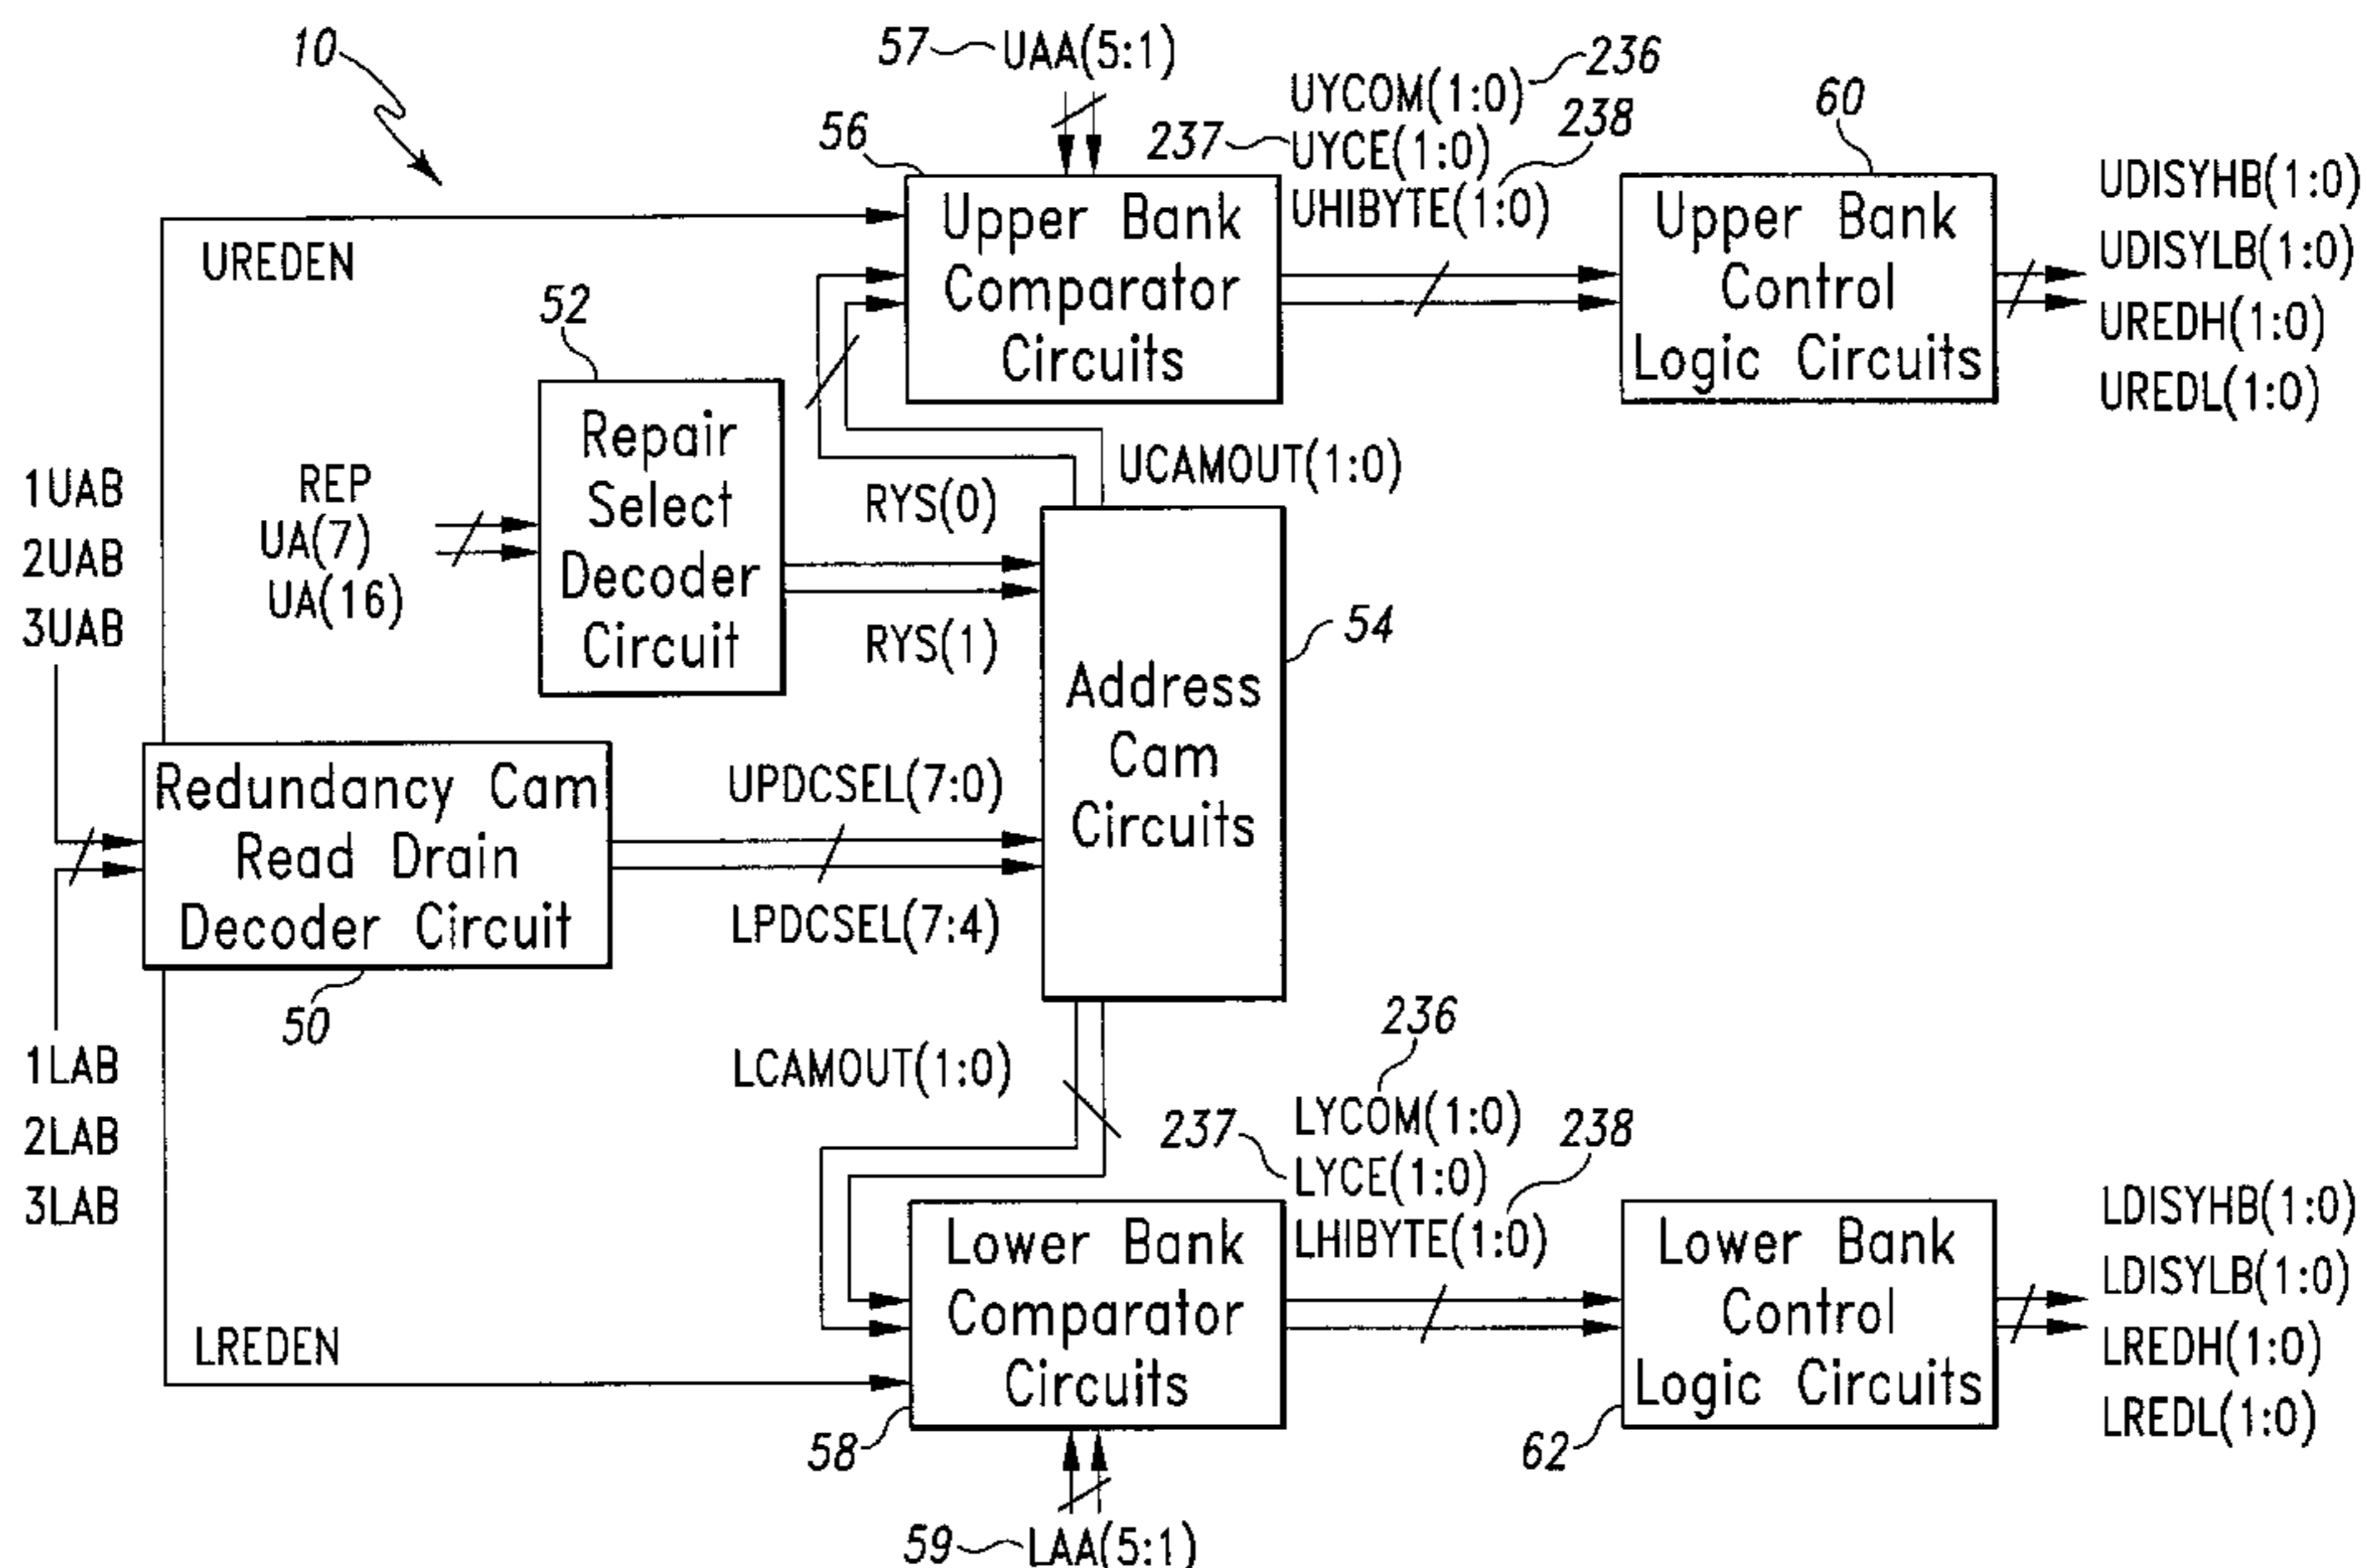 10
57
UAA(5:1)
UYCOM(1:0)
236
237
UYCE(1:0)
238
UHIBYTE(1:0)
56
Upper Bank
Comparator
Circuits
60
Upper Bank
Control
Logic Circuits
UDISYHB(1:0)
UDISYLB(1:0)
UREDH(1:0)
UREDL(1:0)
UREDEN
52
Repair
Select
Decoder
Circuit
1UAB
2UAB
3UAB
REP
UA(7)
UA(16)
RYS(0)
RYS(1)
UCAMOUT(1:0)
54
Address
Cam
Circuits
Redundancy Cam
Read Drain
Decoder Circuit
50
UPDCSEL(7:0)
LPDCSEL(7:4)
1LAB
2LAB
3LAB
LCAMOUT(1:0)
236
LYCOM(1:0)
237
LYCE(1:0)
238
LHIBYTE(1:0)
LREDEN
Lower Bank
Comparator
Circuits
58
Lower Bank
Control
Logic Circuits
62
LDISYHB(1:0)
LDISYLB(1:0)
LREDH(1:0)
LREDL(1:0)
59
LAA(5:1)